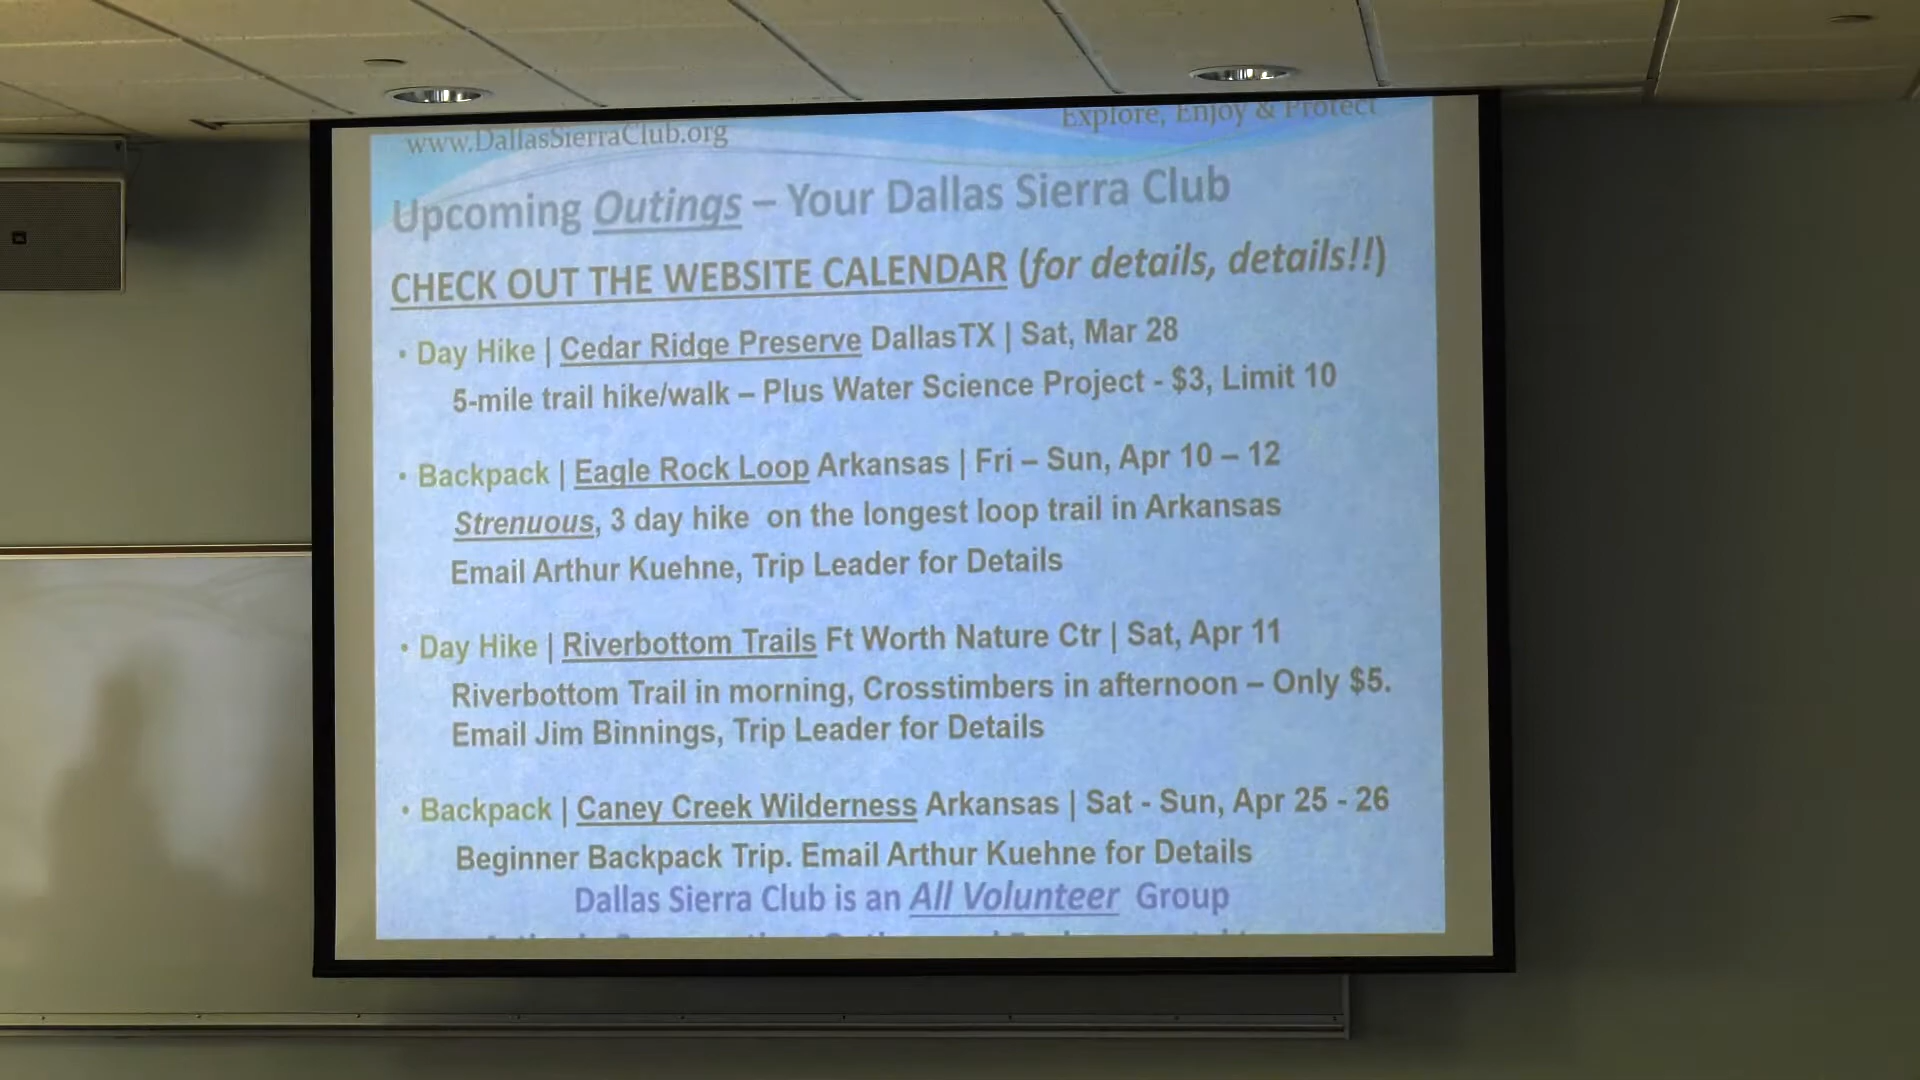 www.DallasSierraClub.org
Explore, Enjoy & Protect
Upcoming Outings – Your Dallas Sierra Club
CHECK OUT THE WEBSITE CALENDAR (for details, details!!)
• Day Hike | Cedar Ridge Preserve DallasTX | Sat, Mar 28
5-mile trail hike/walk – Plus Water Science Project - $3, Limit 10
• Backpack | Eagle Rock Loop Arkansas | Fri – Sun, Apr 10 – 12
Strenuous, 3 day hike on the longest loop trail in Arkansas
Email Arthur Kuehne, Trip Leader for Details
• Day Hike | Riverbottom Trails Ft Worth Nature Ctr | Sat, Apr 11
Riverbottom Trail in morning, Crosstimbers in afternoon – Only $5.
Email Jim Binnings, Trip Leader for Details
• Backpack | Caney Creek Wilderness Arkansas | Sat - Sun, Apr 25 - 26
Beginner Backpack Trip. Email Arthur Kuehne for Details
Dallas Sierra Club is an All Volunteer Group